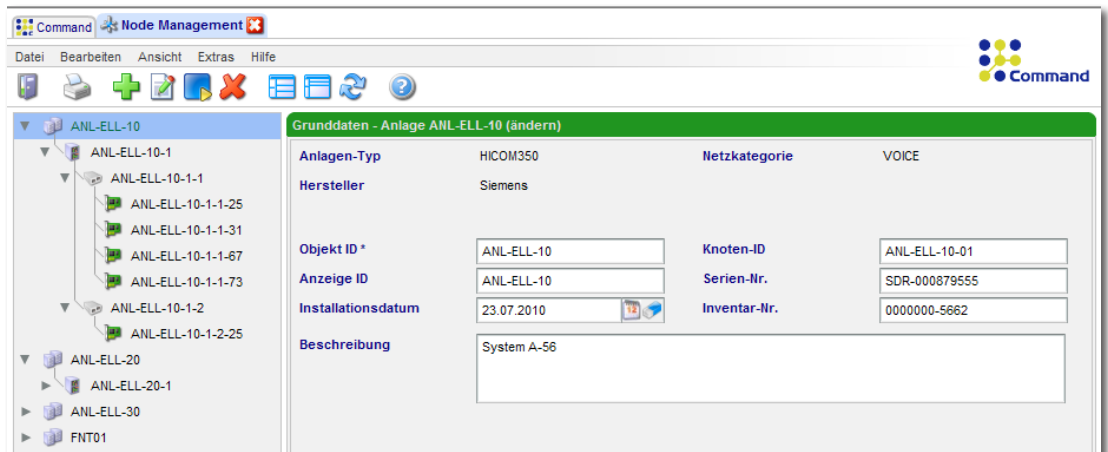 Command Node Management
Datei Bearbeiten Ansicht Extras Hilfe
Command
ANL-ELL-10
ANL-ELL-10-1
ANL-ELL-10-1-1
ANL-ELL-10-1-1-25
ANL-ELL-10-1-1-31
ANL-ELL-10-1-1-67
ANL-ELL-10-1-1-73
ANL-ELL-10-1-2
ANL-ELL-10-1-2-25
ANL-ELL-20
ANL-ELL-20-1
ANL-ELL-30
FNT01
Grunddaten - Anlage ANL-ELL-10 (ändern)
Anlagen-Typ HICOM350 Netzkategorie VOICE
Hersteller Siemens
Objekt ID * ANL-ELL-10 Knoten-ID ANL-ELL-10-01
Anzeige ID ANL-ELL-10 Serien-Nr. SDR-000879555
Installationsdatum 23.07.2010 12 Inventar-Nr. 0000000-5662
Beschreibung System A-56